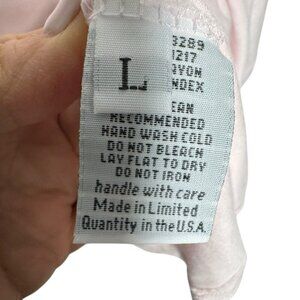 L
3289
1217
RECOMMENDED
HAND WASH COLD
DO NOT BLEACH
LAY FLAT TO DRY
DO NOT IRON
handle with care
Made in Limited
Quantity in the U.S.A.